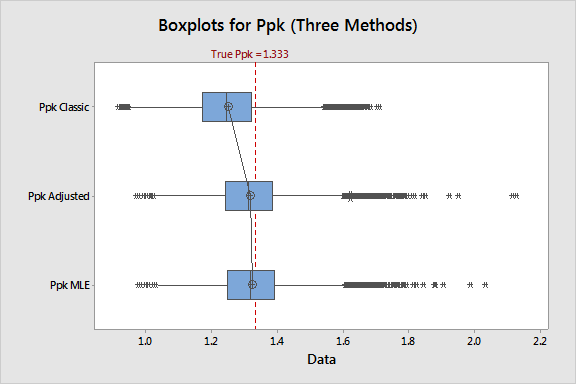 Boxplots for Ppk (Three Methods)
True Ppk =1.333
Ppk Classic
Ppk Adjusted
Ppk MLE
1.0 1.2 1.4 1.6 1.8 2.0 2.2
Data